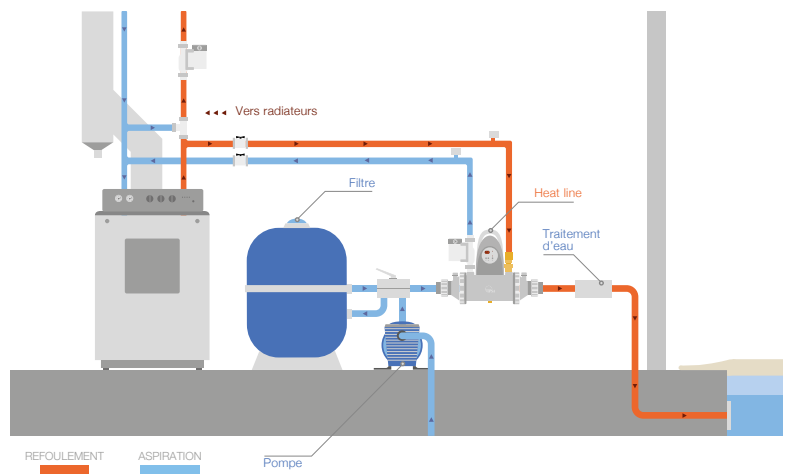 Vers radiateurs
Filtre
Heat line
Traitement
d'eau
Pompe
REFOULEMENT
ASPIRATION